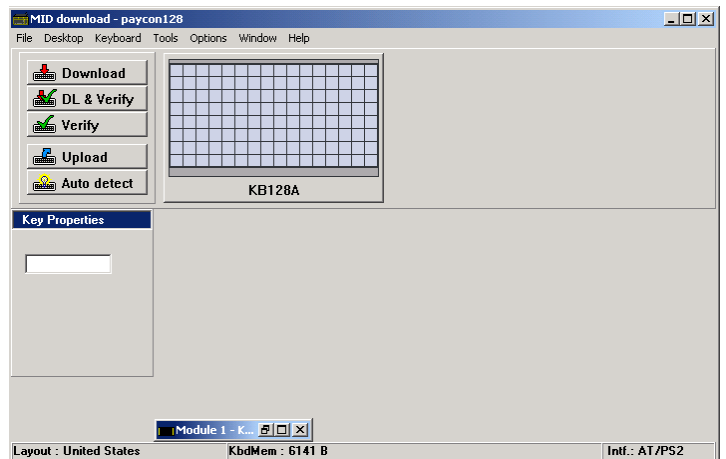 MID download - paycon128
File Desktop Keyboard Tools Options Window Help
Download
DL & Verify
Verify
Upload
Auto detect
KB128A
Key Properties
Module 1 - K...
Layout : United States KbdMem : 6141 B Intf.: AT/PS2